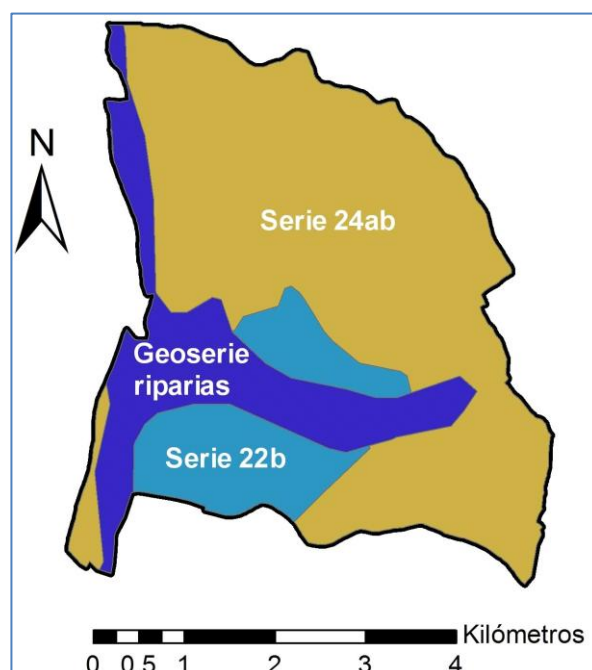 N
Serie 24ab
Geoserie
riparias
Serie 22b
Kilómetros
0 0,5 1 2 3 4